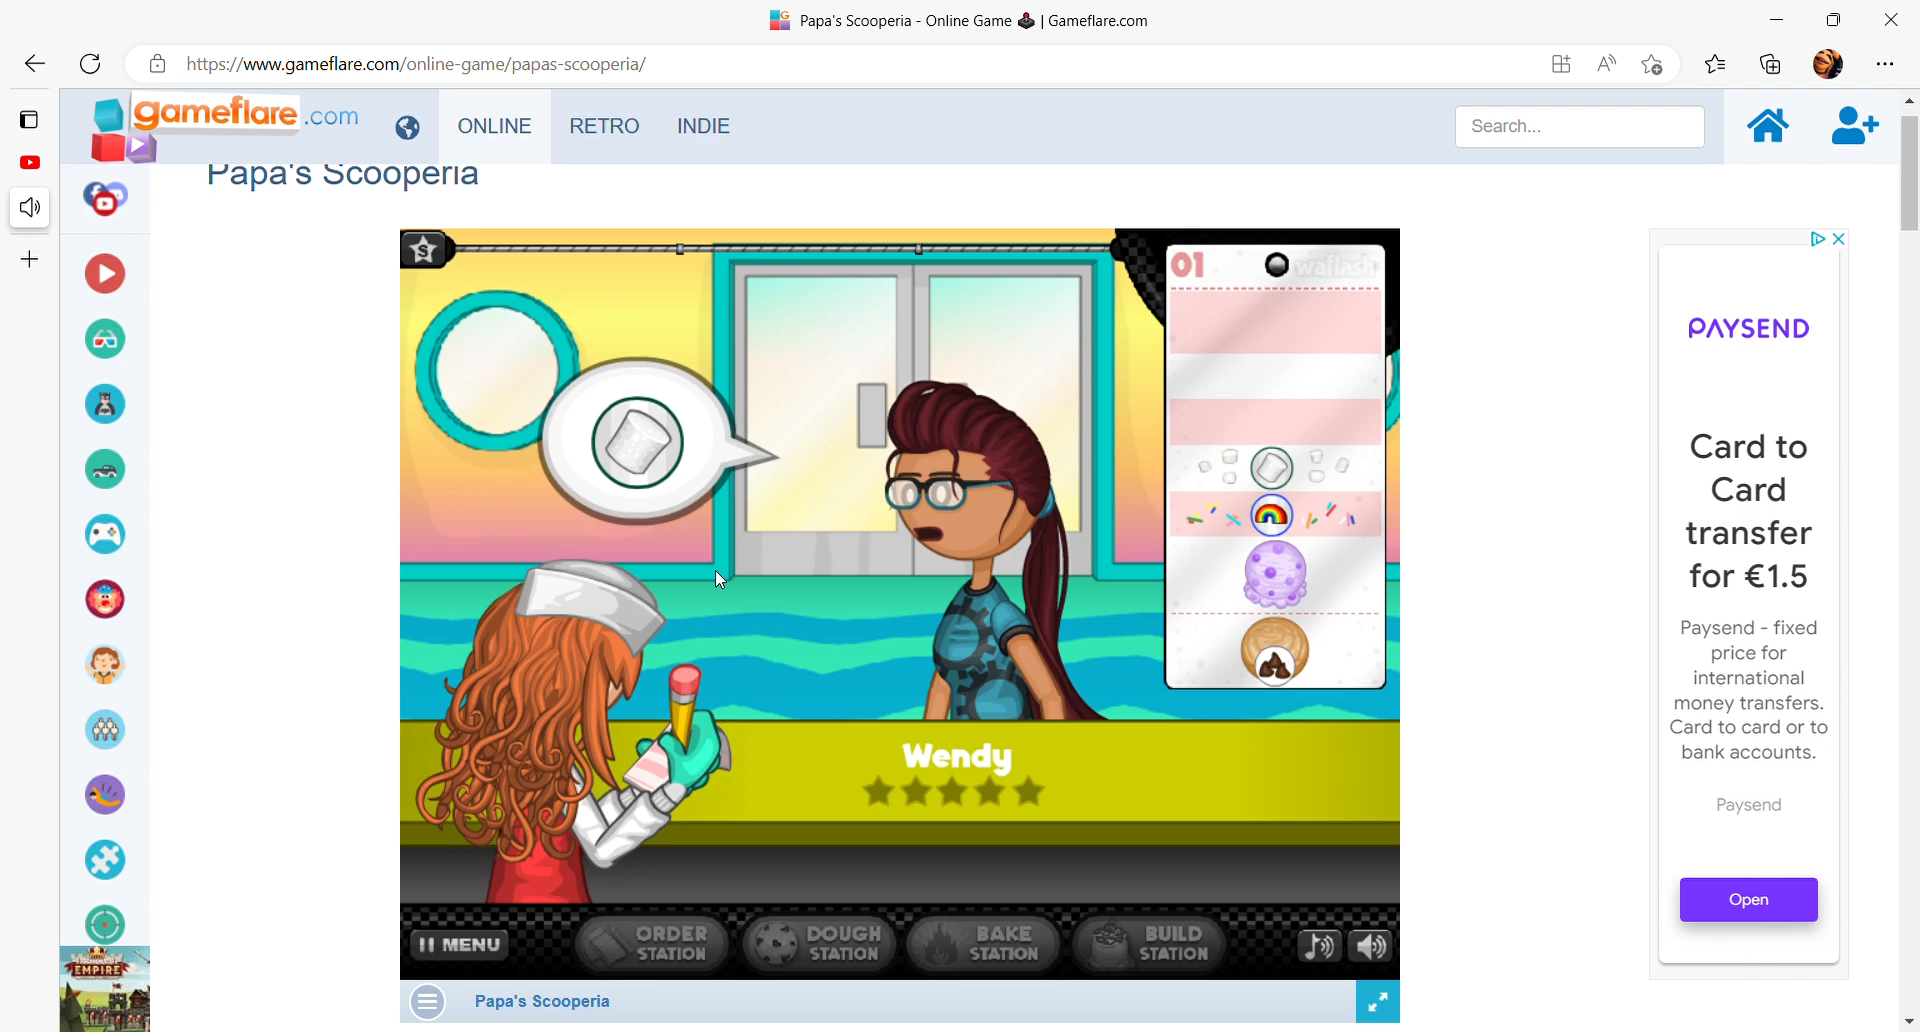 Papa's Scooperia - Online Game | Gameflare.com
https://www.gameflare.com/online-game/papas-scooperia/
gameflare.com
ONLINE
RETRO
INDIE
Search...
Papa's Scooperia
S
01
waflash
Wendy
MENU
ORDER
STATION
DOUGH
STATION
BAKE
STATION
BUILD
STATION
Papa's Scooperia
PAYSEND
Card to
Card
transfer
for €1.5
Paysend - fixed
price for
international
money transfers.
Card to card or to
bank accounts.
Paysend
Open
EMPIRE